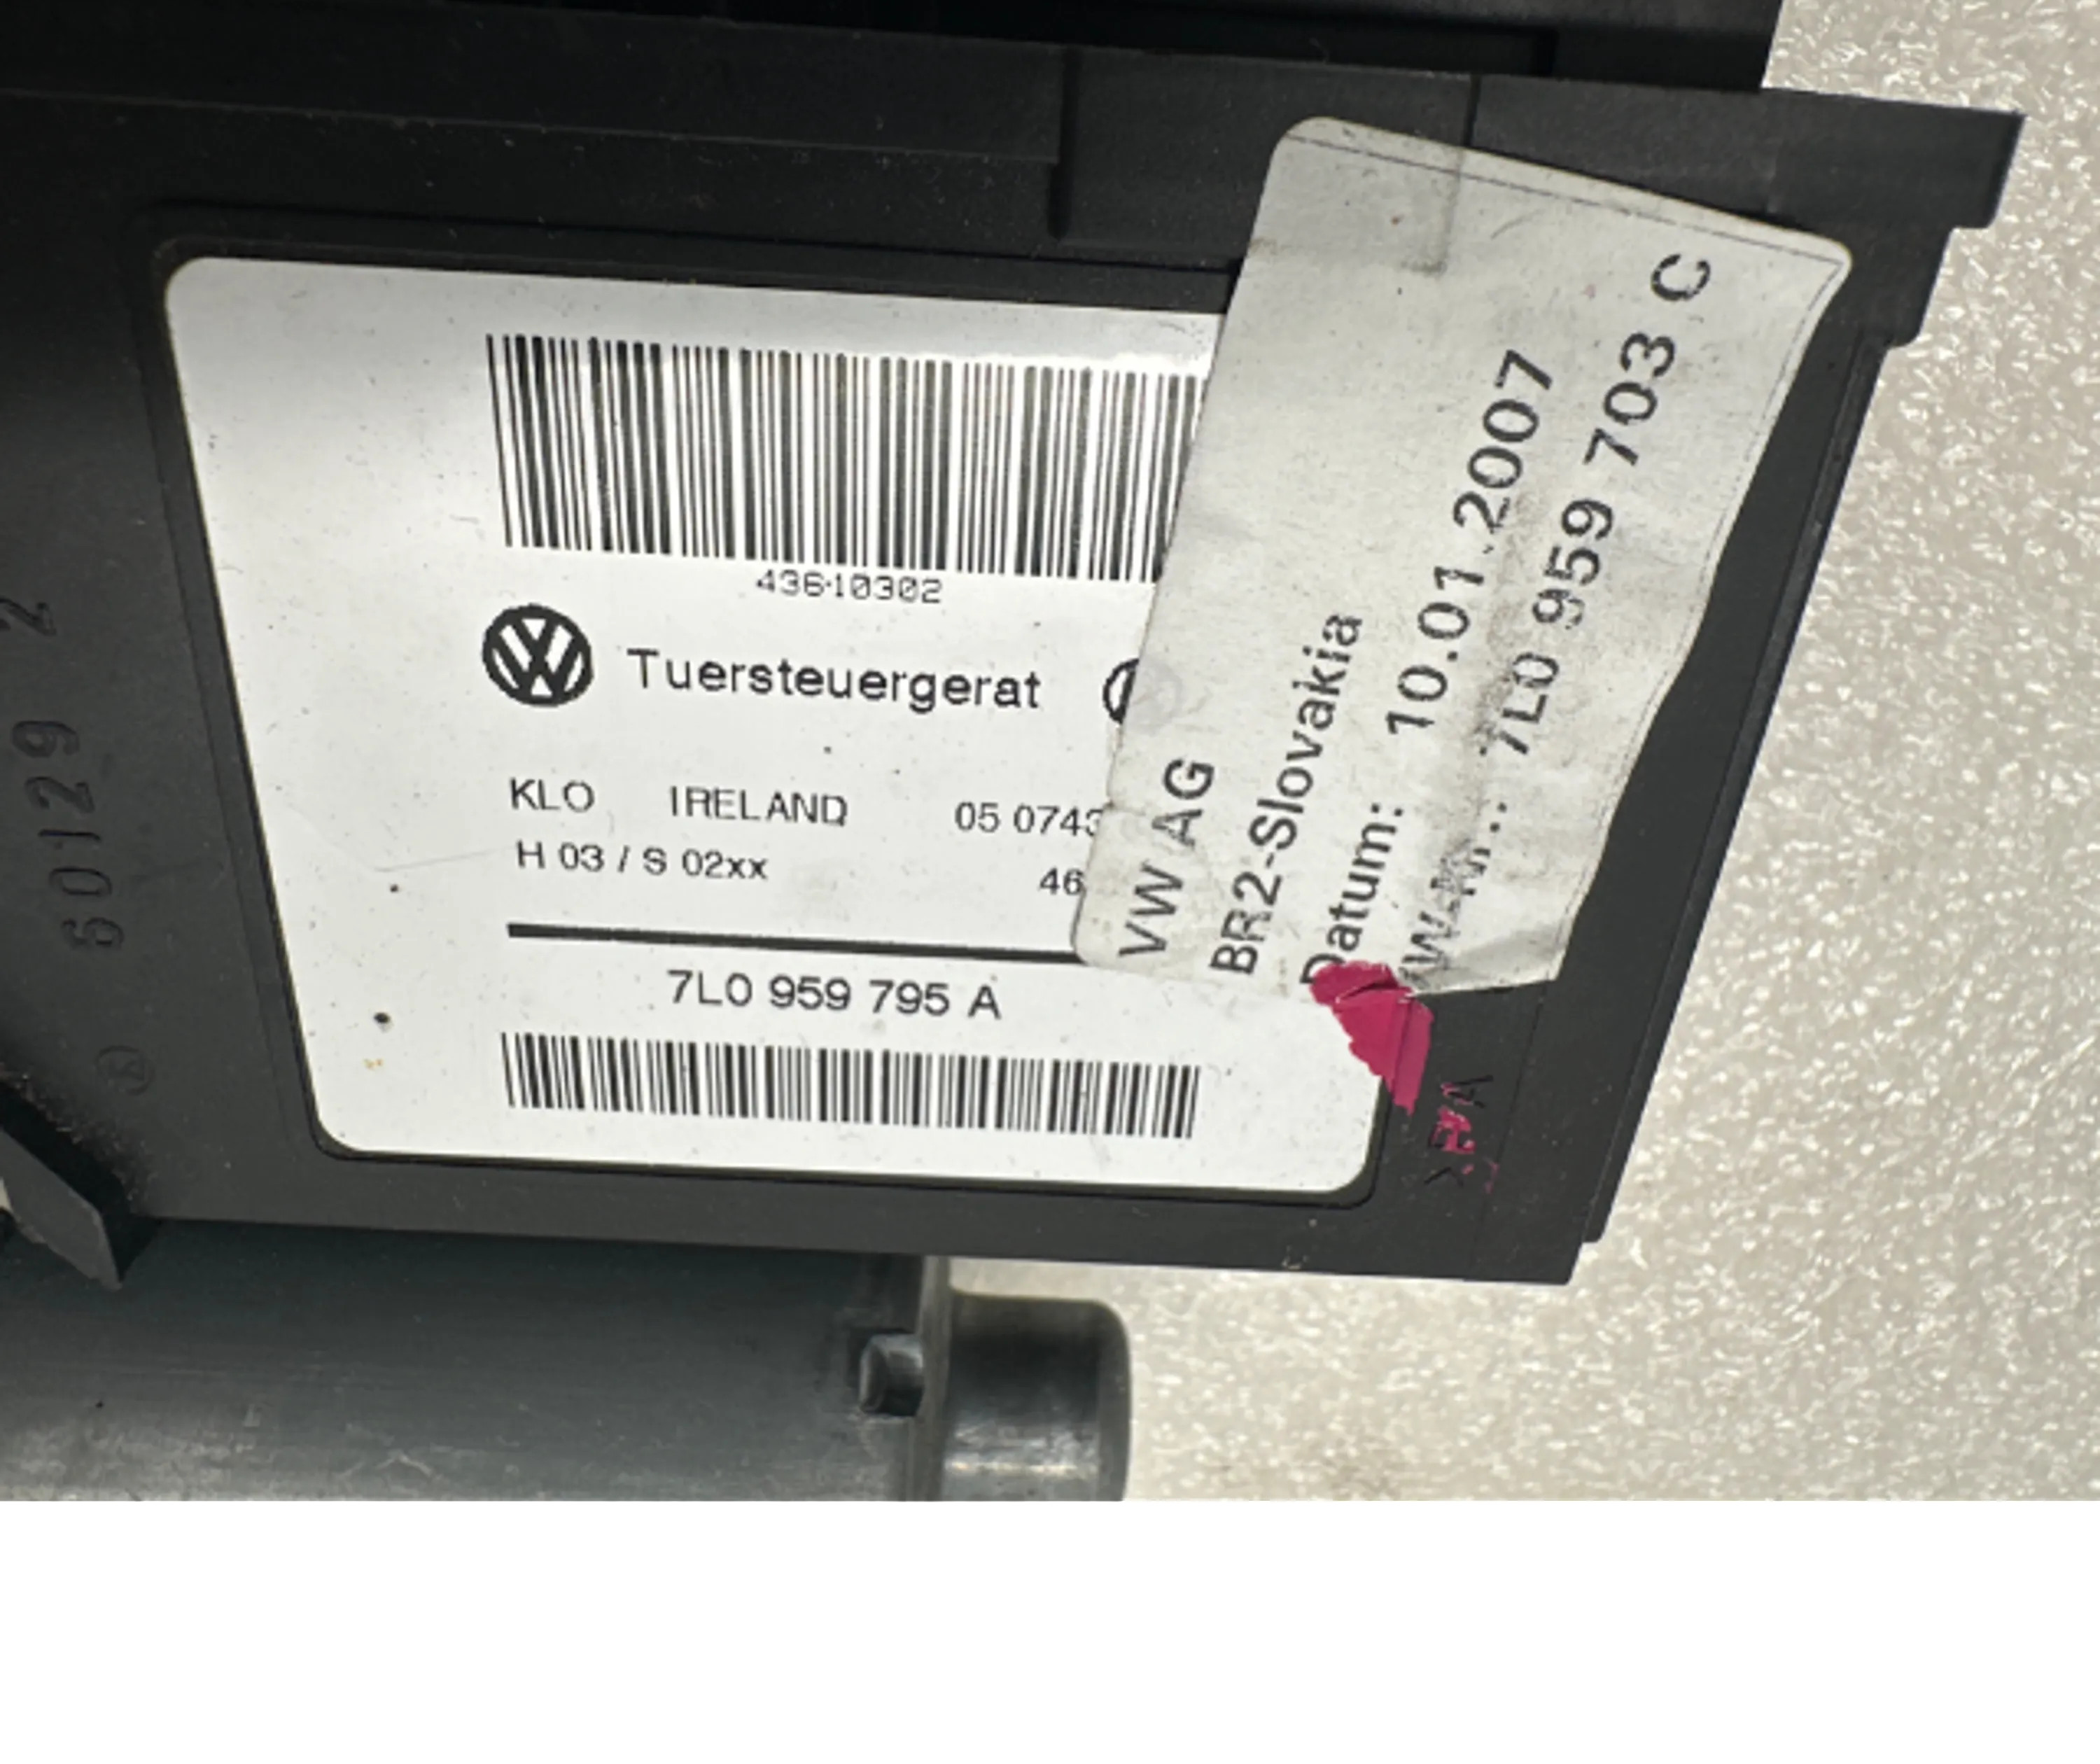 43610302
Tuersteuergerat
KLO IRELAND 05 0743
H 03 / S 02xx 46
7L0 959 795 A
VW AG
BR2-Slovakia
Datum: 10.01.2007
7L0 959 703 C
60129 2